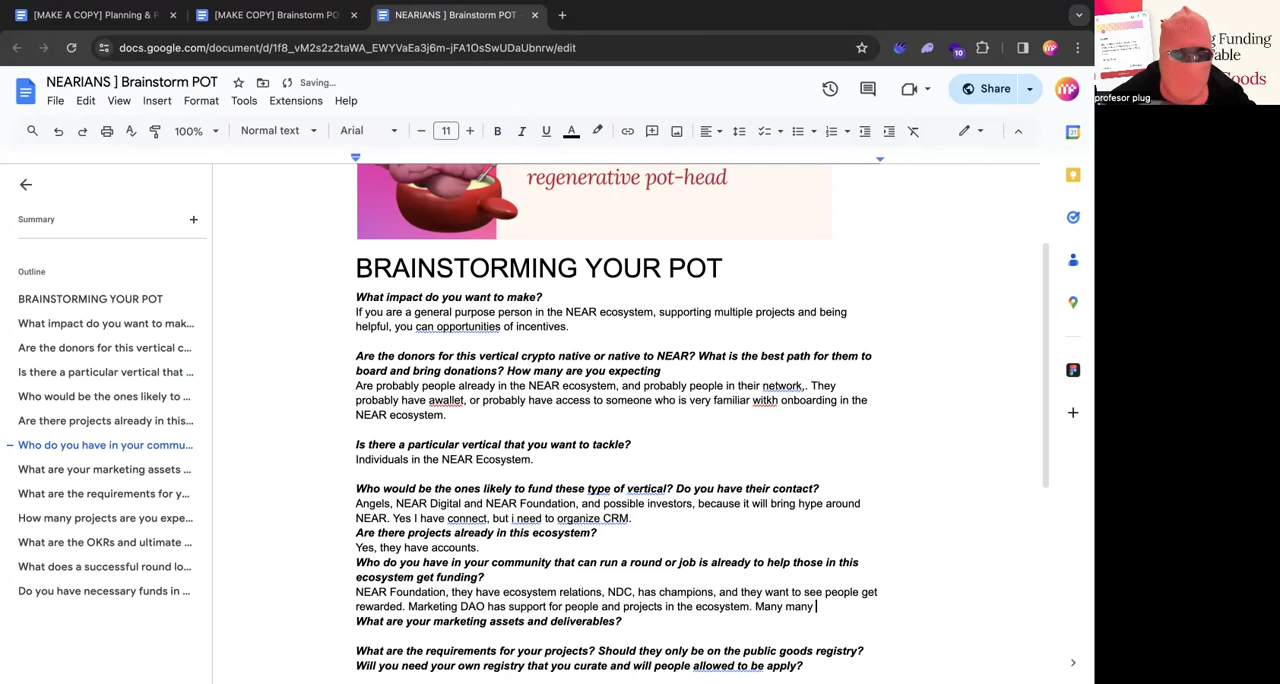 [MAKE A COPY] Planning & P
[MAKE COPY] Brainstorm PO
NEARIANS ] Brainstorm POT
docs.google.com/document/d/1f8_vM2s2z2taWA_EWYVaEa3j6m-jFA1OsSwUDaUbnrw/edit
10
NEARIANS ] Brainstorm POT
Saving...
File Edit View Insert Format Tools Extensions Help
Share
100% Normal text Arial 11
g Funding
able
oods
profesor plug
Summary
Outline
BRAINSTORMING YOUR POT
What impact do you want to mak...
Are the donors for this vertical c...
Is there a particular vertical that ...
Who would be the ones likely to ...
Are there projects already in this...
Who do you have in your commu...
What are your marketing assets ...
What are the requirements for y...
How many projects are you expe...
What are the OKRs and ultimate ...
What does a successful round lo...
Do you have necessary funds in ...
regenerative pot-head
BRAINSTORMING YOUR POT
What impact do you want to make?
If you are a general purpose person in the NEAR ecosystem, supporting multiple projects and being
helpful, you can opportunities of incentives.
Are the donors for this vertical crypto native or native to NEAR? What is the best path for them to
board and bring donations? How many are you expecting
Are probably people already in the NEAR ecosystem, and probably people in their network,. They
probably have awallet, or probably have access to someone who is very familiar witkh onboarding in the
NEAR ecosystem.
Is there a particular vertical that you want to tackle?
Individuals in the NEAR Ecosystem.
Who would be the ones likely to fund these type of vertical? Do you have their contact?
Angels, NEAR Digital and NEAR Foundation, and possible investors, because it will bring hype around
NEAR. Yes I have connect, but i need to organize CRM.
Are there projects already in this ecosystem?
Yes, they have accounts.
Who do you have in your community that can run a round or job is already to help those in this
ecosystem get funding?
NEAR Foundation, they have ecosystem relations, NDC, has champions, and they want to see people get
rewarded. Marketing DAO has support for people and projects in the ecosystem. Many many
What are your marketing assets and deliverables?
What are the requirements for your projects? Should they only be on the public goods registry?
Will you need your own registry that you curate and will people allowed to be apply?